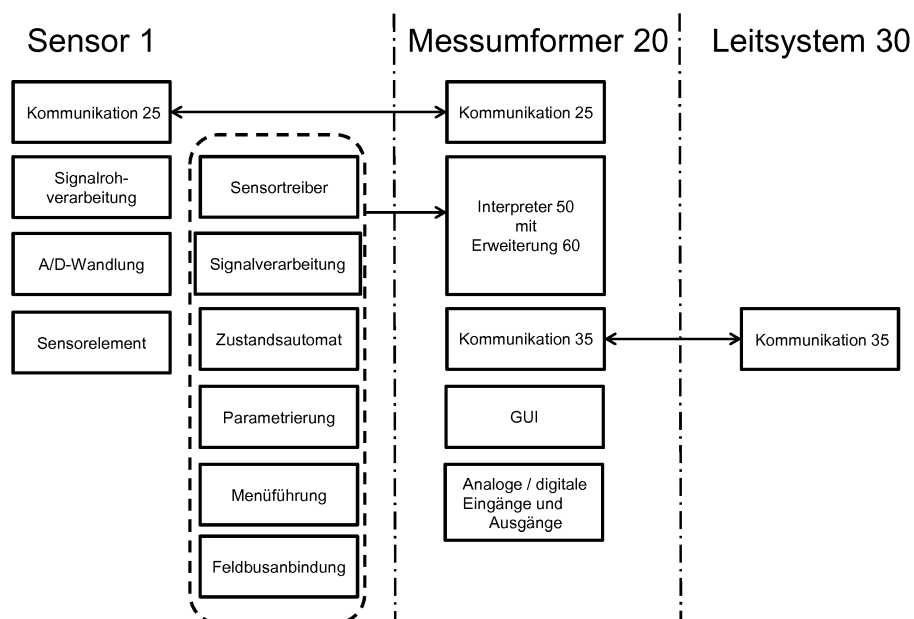 Sensor 1
Messumformer 20
Leitsystem 30
Kommunikation 25
Signalroh-
verarbeitung
A/D-Wandlung
Sensorelement
Sensortreiber
Signalverarbeitung
Zustandsautomat
Parametrierung
Menüführung
Feldbusanbindung
Kommunikation 25
Interpreter 50
mit
Erweiterung 60
Kommunikation 35
GUI
Analoge / digitale
Eingänge und
Ausgänge
Kommunikation 35